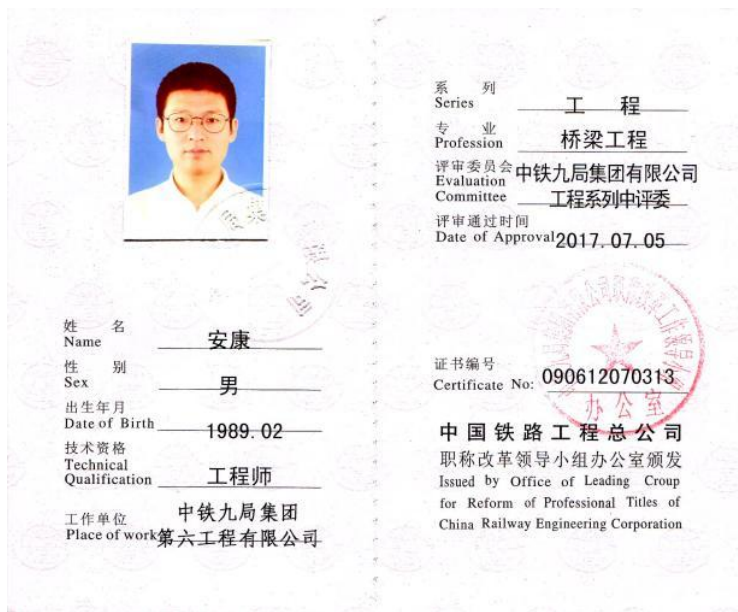 姓 名
Name 安康
性 别
Sex 男
出生年月
Date of Birth 1989.02
技术资格
Technical
Qualification 工程师
工作单位 中铁九局集团
Place of work 第六工程有限公司
系 列
Series 工 程
专 业
Profession 桥梁工程
评审委员会
Evaluation 中铁九局集团有限公司
Committee 工程系列中评委
评审通过时间
Date of Approval 2017.07.05
证书编号
Certificate No: 090612070313
办公室
中国铁路工程总公司
职称改革领导小组办公室颁发
Issued by Office of Leading Croup
for Reform of Professional Titles of
China Railway Engineering Corporation